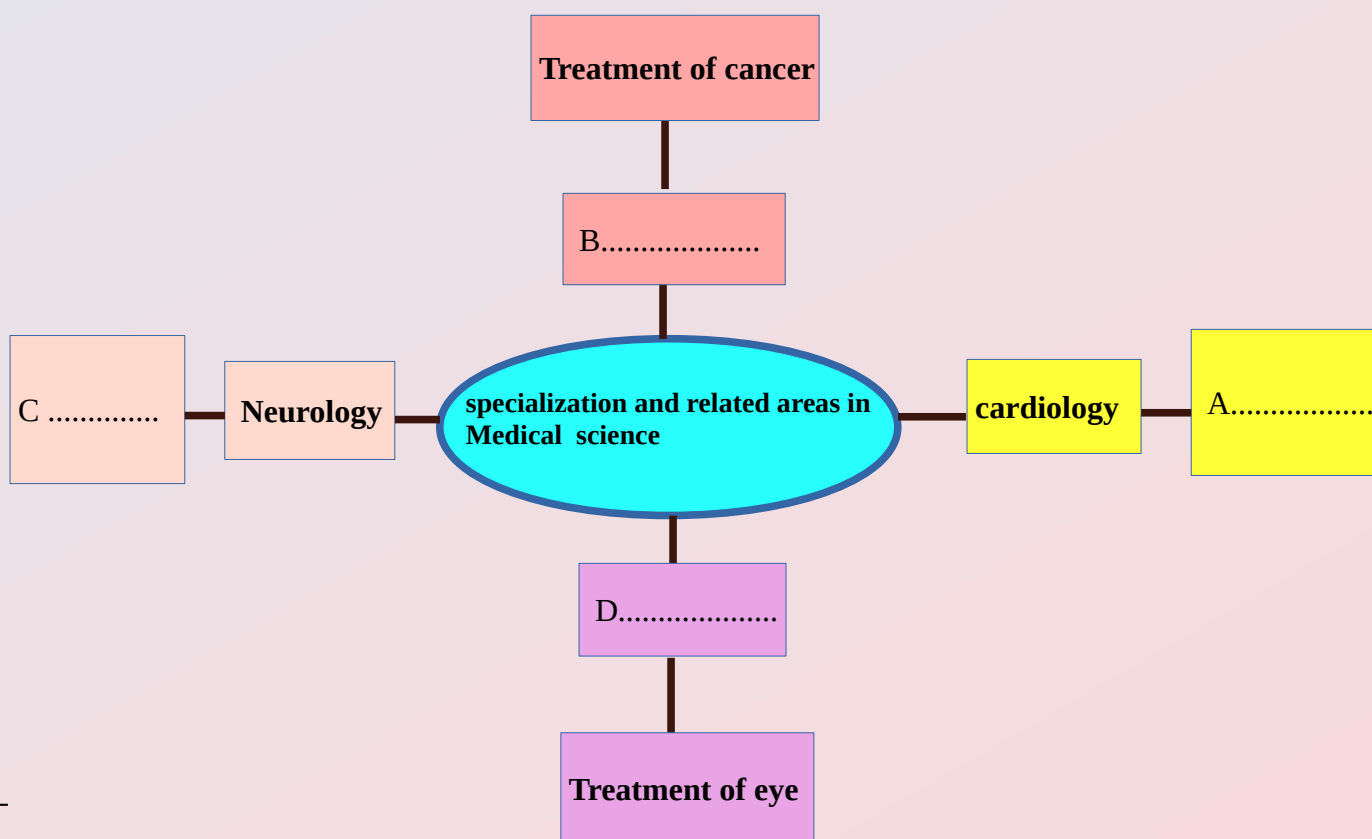 Treatment of cancer
B....................
C ..............
Neurology
specialization and related areas in
Medical science
cardiology
A..................
D....................
Treatment of eye